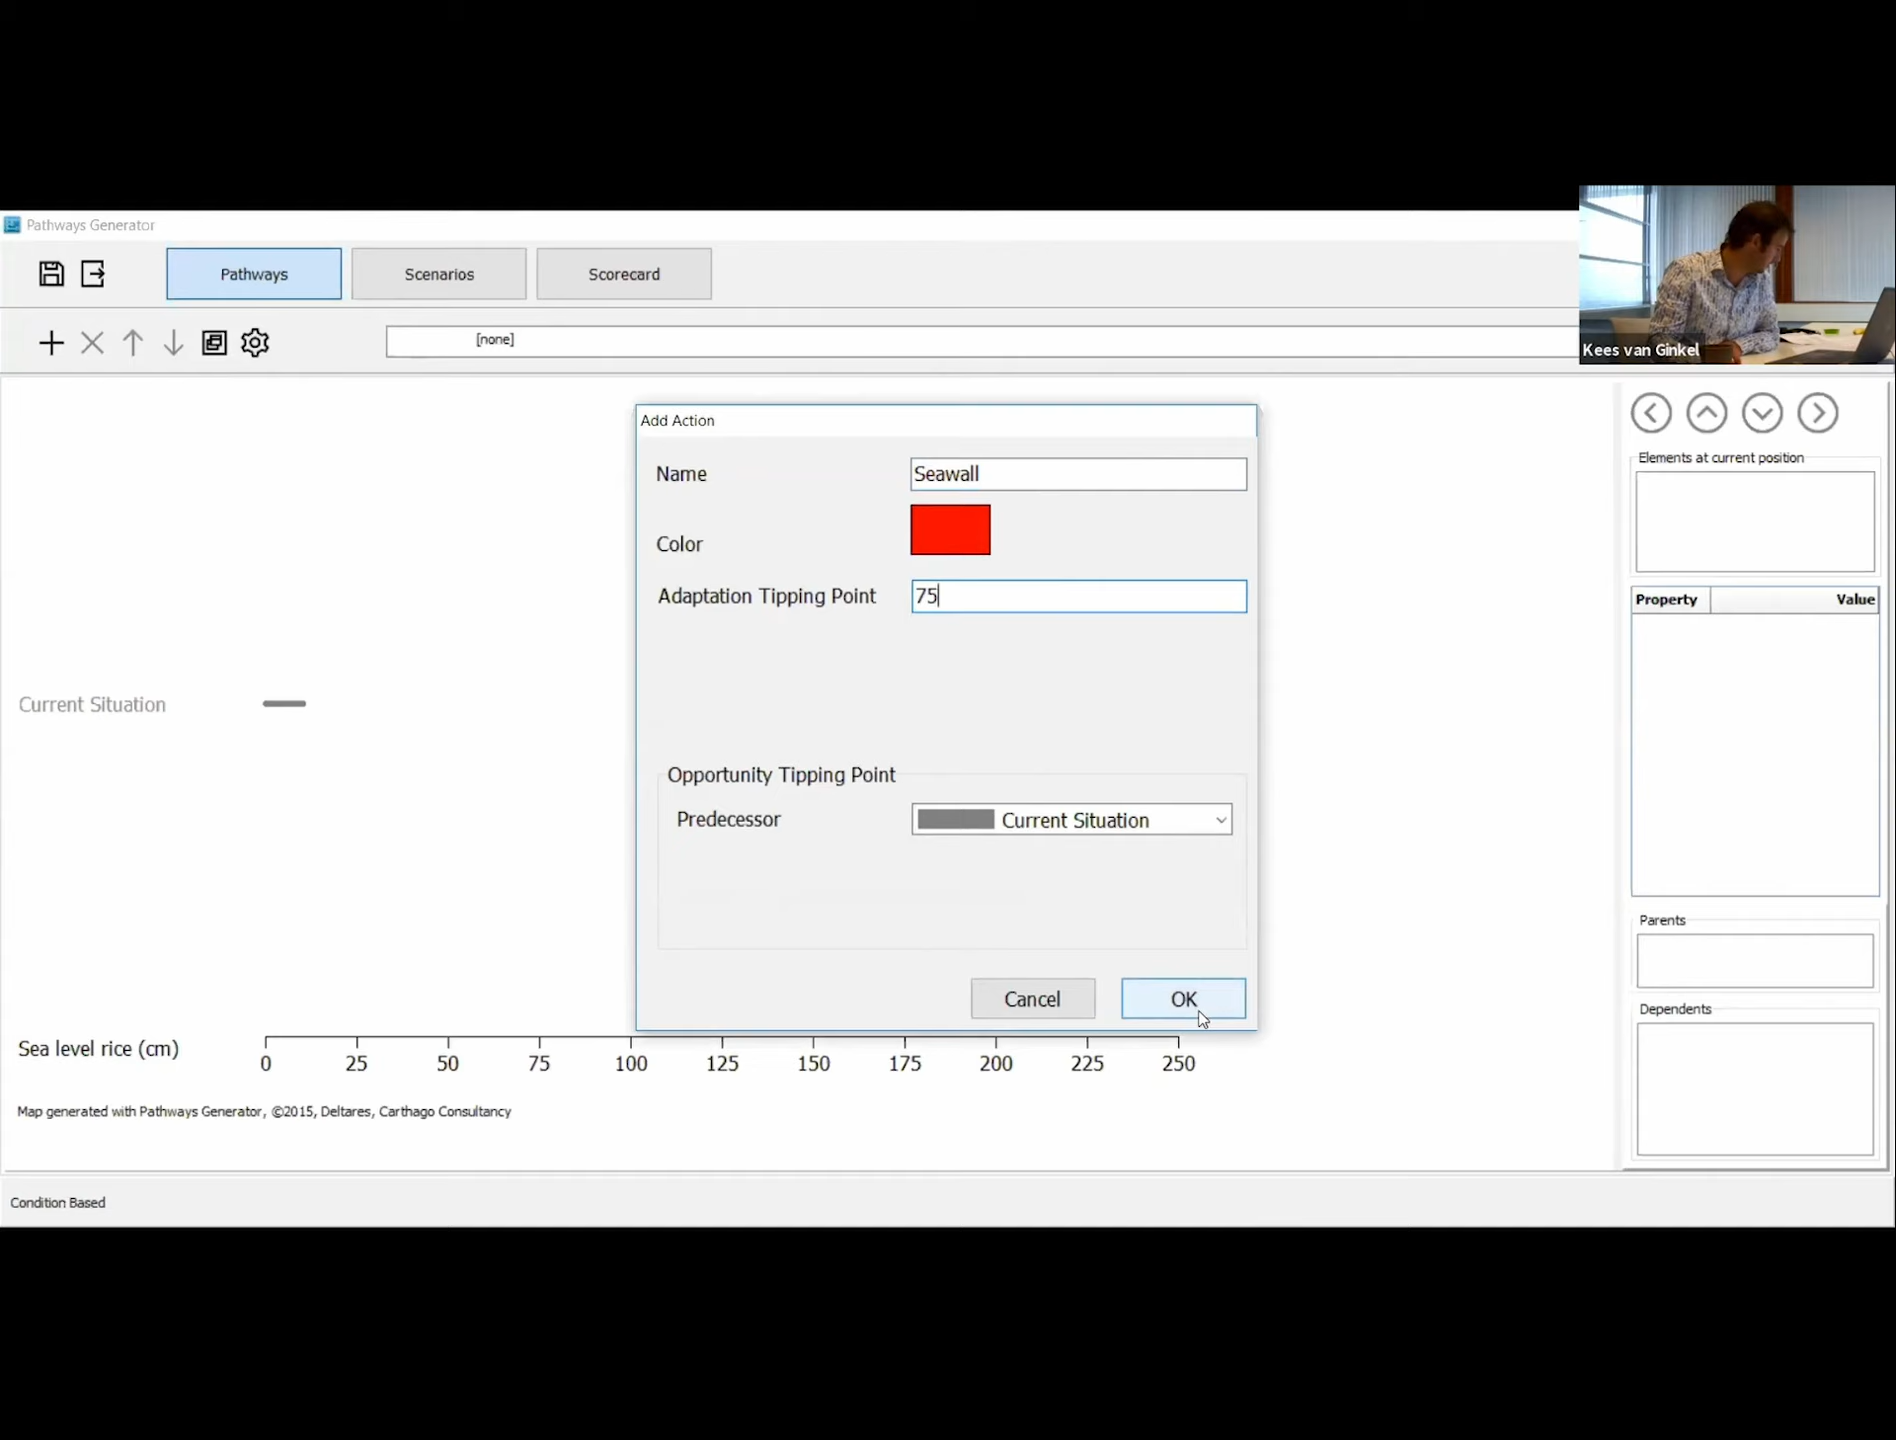 Pathways Generator
Pathways
Scenarios
Scorecard
[none]
Kees van Ginkel
Add Action
Name
Seawall
Color
Adaptation Tipping Point
75
Opportunity Tipping Point
Predecessor
Current Situation
Cancel
OK
Current Situation
Sea level rice (cm)
0 25 50 75 100 125 150 175 200 225 250
Map generated with Pathways Generator, ©2015, Deltares, Carthago Consultancy
Elements at current position
Property Value
Parents
Dependents
Condition Based